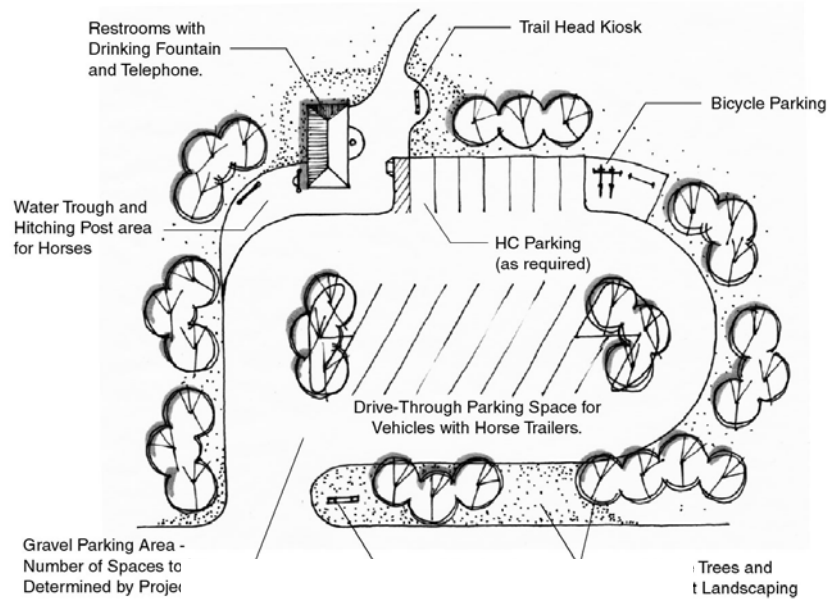 Restrooms with
Drinking Fountain
and Telephone.
Trail Head Kiosk
Bicycle Parking
Water Trough and
Hitching Post area
for Horses
HC Parking
(as required)
Drive-Through Parking Space for
Vehicles with Horse Trailers.
Gravel Parking Area -
Number of Spaces to
Determined by
Trees and
Landscaping